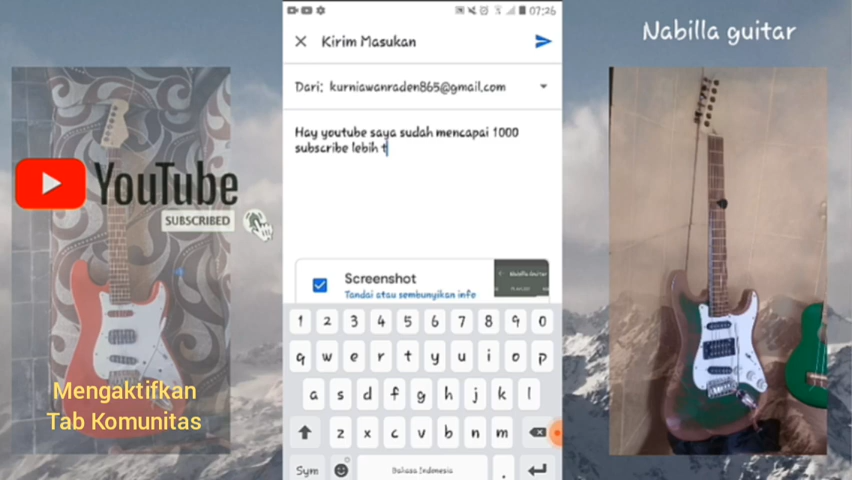 07:26
Kirim Masukan
Dari: kurniawanraden865@gmail.com
Hay youtube saya sudah mencapai 1000
subscribe lebih t
Screenshot
Tandai atau sembunyikan info
1 2 3 4 5 6 7 8 9 0
q w e r t y u i o p
a s d f g h j k l
z x c v b n m
Sym
Bahasa Indonesia
.
YouTube
SUBSCRIBED
Mengaktifkan
Tab Komunitas
Nabilla guitar